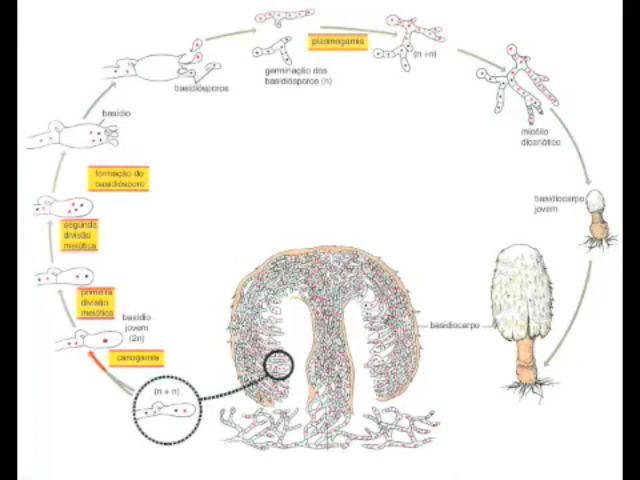 plasmogamia
germinação dos
basidiósporos (n)
(n +n)
basidiósporos
basídio
micélio
dicariótico
formação do
basidiósporo
basidiocarpo
jovem
segunda
divisão
meiótica
primeira
divisão
meiótica
basídio
jovem
(2n)
basidiocarpo
cariogamia
(n + n)